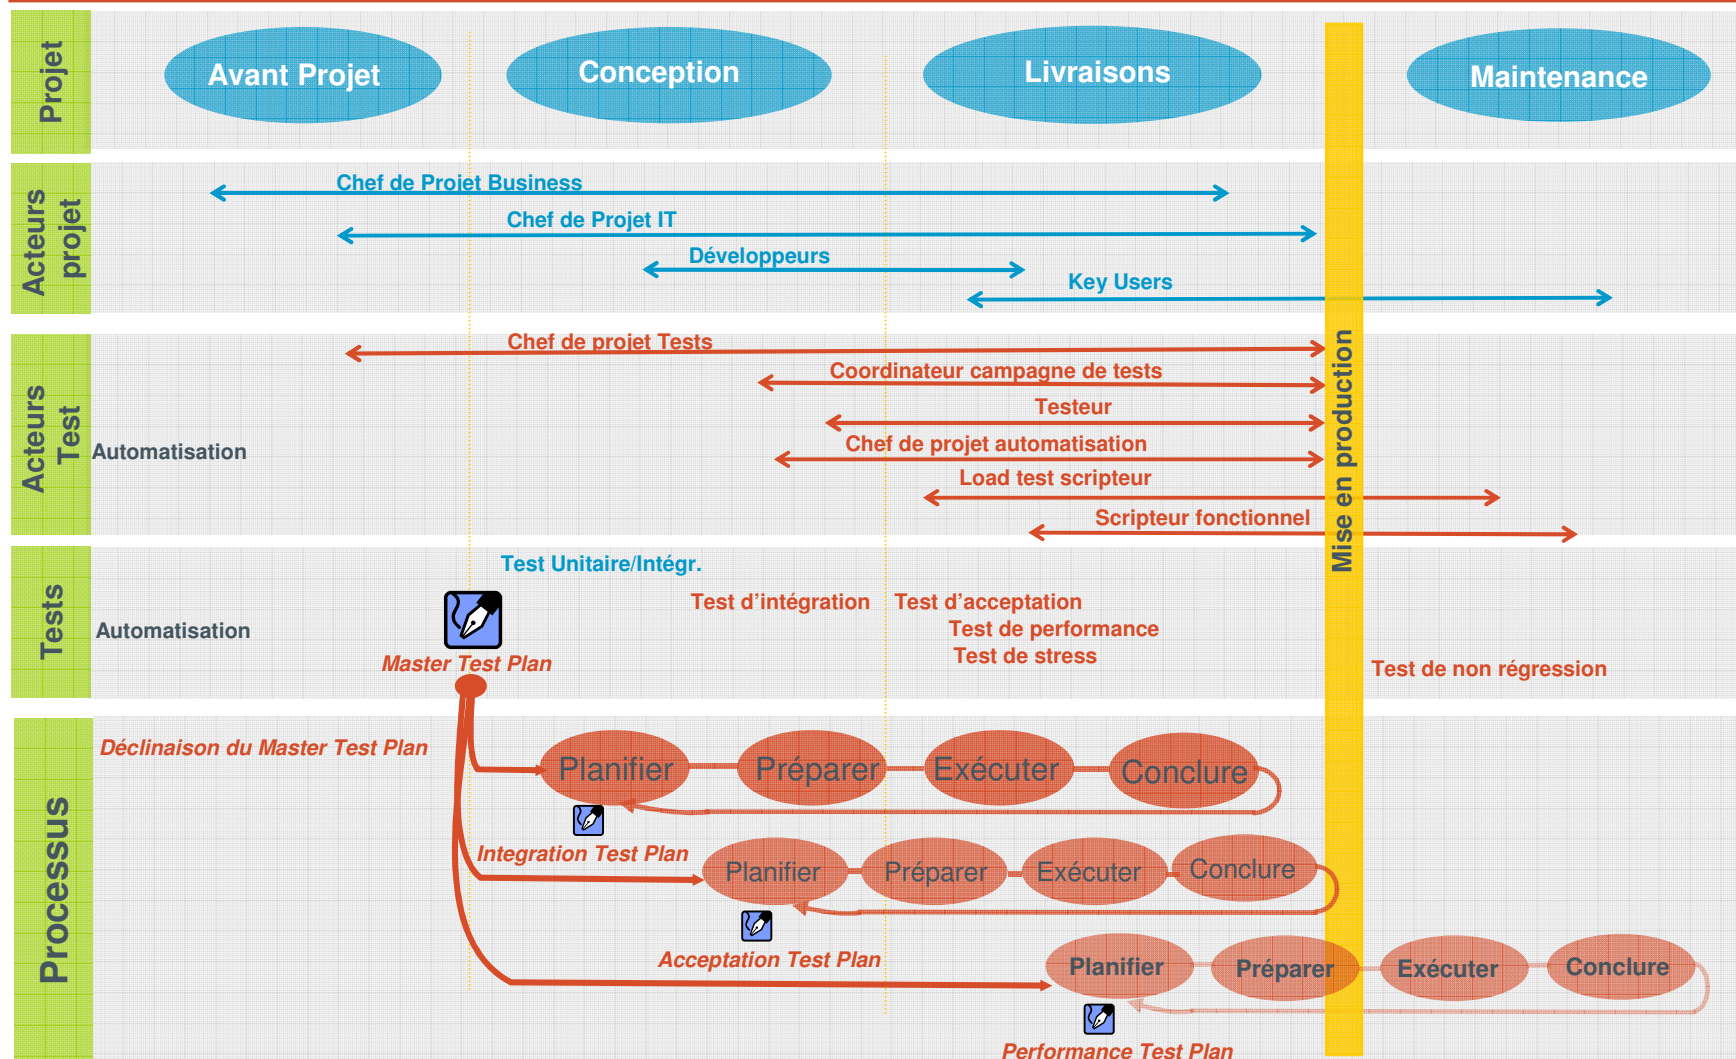 Projet
Avant Projet
Conception
Livraisons
Maintenance
Acteurs
projet
Chef de Projet Business
Chef de Projet IT
Développeurs
Key Users
Acteurs
Test
Chef de projet Tests
Coordinateur campagne de tests
Testeur
Automatisation
Chef de projet automatisation
Load test scripteur
Scripteur fonctionnel
Mise en production
Tests
Test Unitaire/Intégr.
Test d'intégration
Test d'acceptation
Automatisation
Test de performance
Test de stress
Master Test Plan
Test de non régression
Processus
Déclinaison du Master Test Plan
Planifier
Préparer
Exécuter
Conclure
Integration Test Plan
Planifier
Préparer
Exécuter
Conclure
Acceptation Test Plan
Planifier
Préparer
Exécuter
Conclure
Performance Test Plan